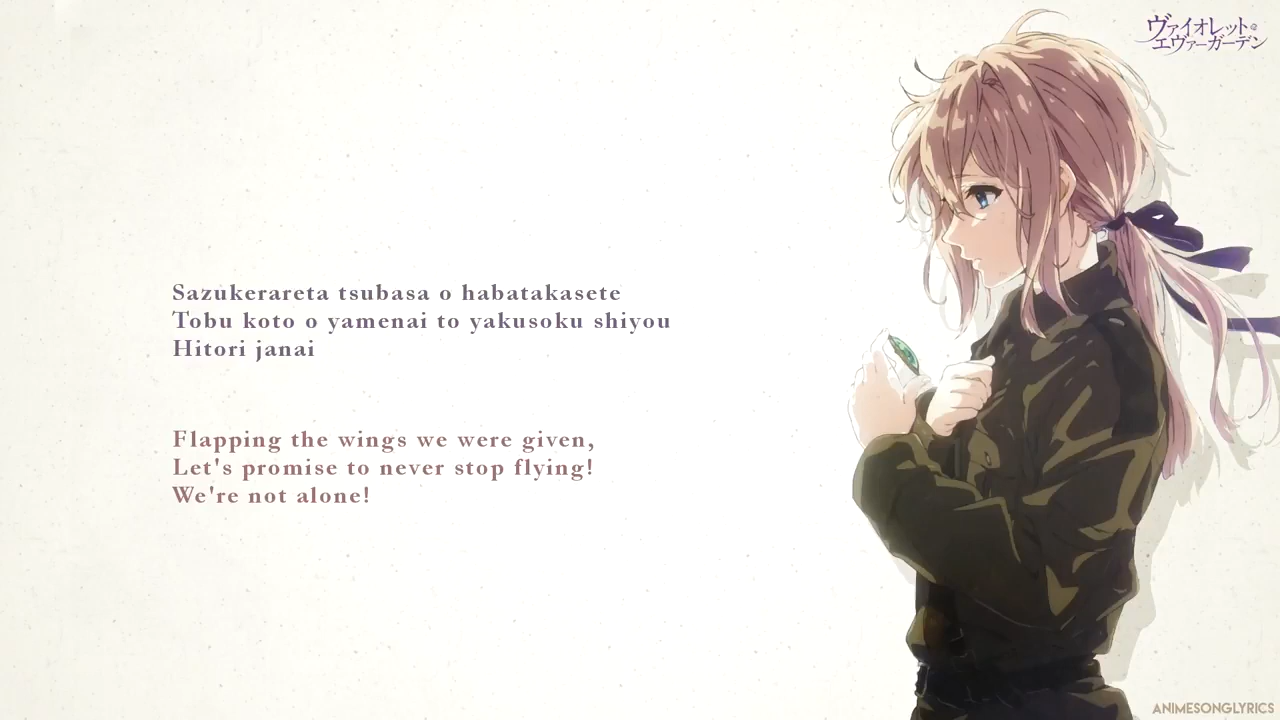 ヴァイオレット・
エヴァーガーデン
Sazukerareta tsubasa o habatakasete
Tobu koto o yamenai to yakusoku shiyou
Hitori janai
Flapping the wings we were given,
Let's promise to never stop flying!
We're not alone!
ANIMESONGLYRICS